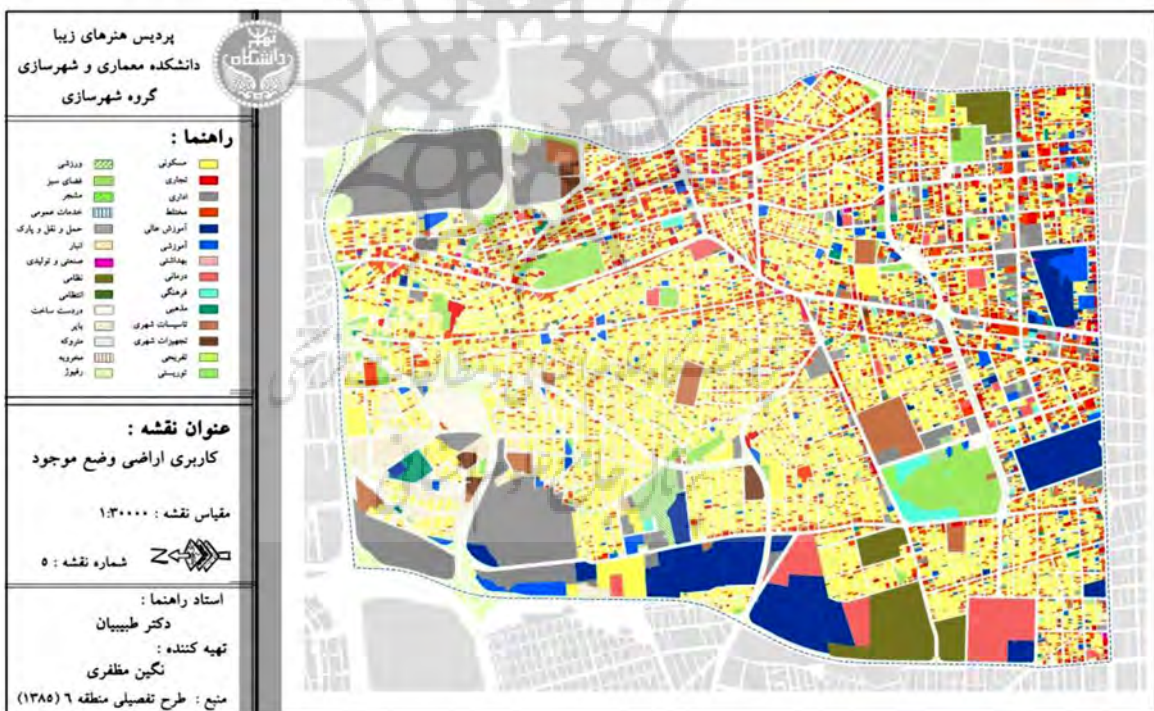 پردیس هنرهای زیبا
دانشکده معماری و شهرسازی
گروه شهرسازی
راهنما :
مسکونی
تجاری
اداری
مختلط
آموزش عالی
آموزشی
بهداشتی
درمانی
فرهنگی
مذهبی
تاسیسات شهری
تجهیزات شهری
تفریحی
توریستی
ورزشی
فضای سبز
مشجر
خدمات عمومی
حمل و نقل و پارک
انبار
صنعتی و تولیدی
نظامی
انتظامی
دردست ساخت
بایر
متروکه
مخروبه
رفیوژ
عنوان نقشه :
کاربری اراضی وضع موجود
مقیاس نقشه : ۱:۳۰۰۰۰
N
شماره نقشه : ۵
استاد راهنما :
دکتر طبیبیان
تهیه کننده :
نگین مظفری
منبع : طرح تفصیلی منطقه ۶ (۱۳۸۵)